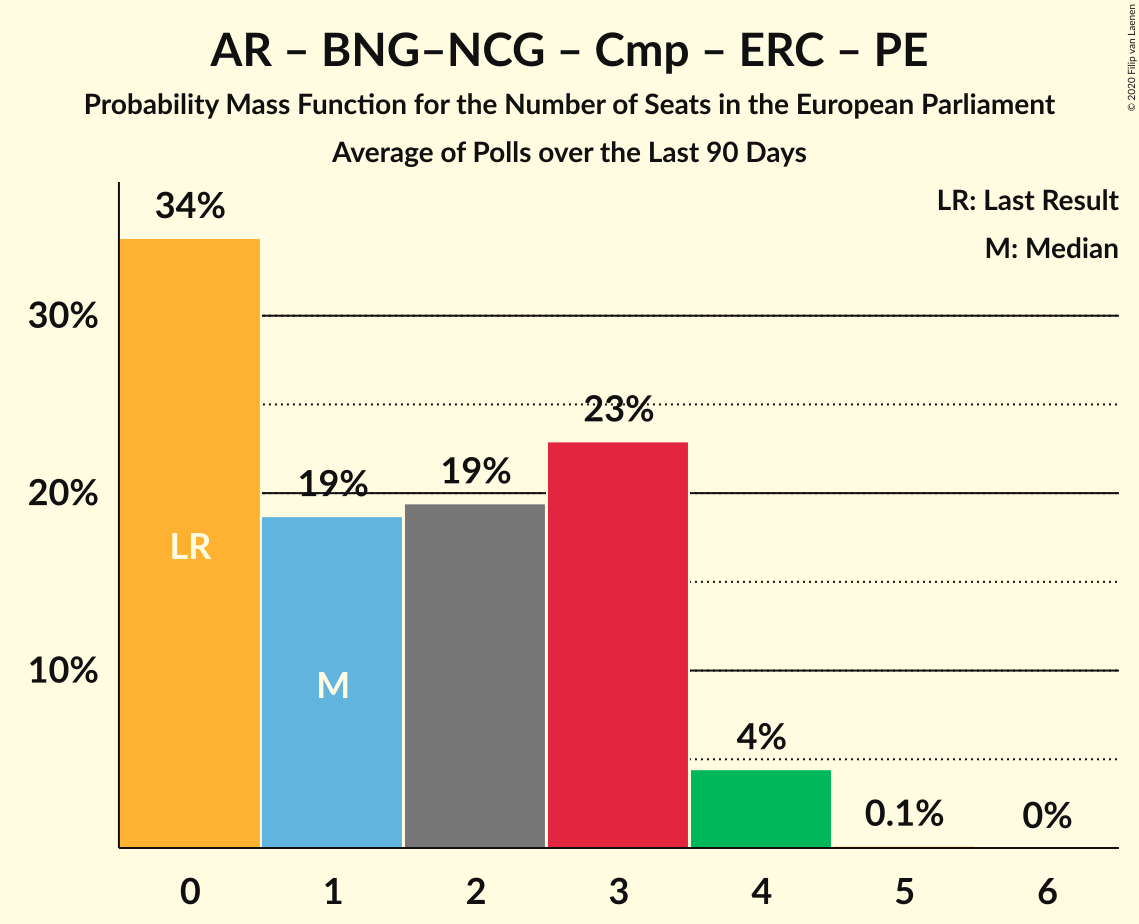 AR – BNG–NCG – Cmp – ERC – PE
Probability Mass Function for the Number of Seats in the European Parliament
Average of Polls over the Last 90 Days
© 2020 Filip van Laenen
LR: Last Result
M: Median
34%
30%
23%
19%
19%
20%
LR
M
10%
4%
0.1%
0%
0 1 2 3 4 5 6